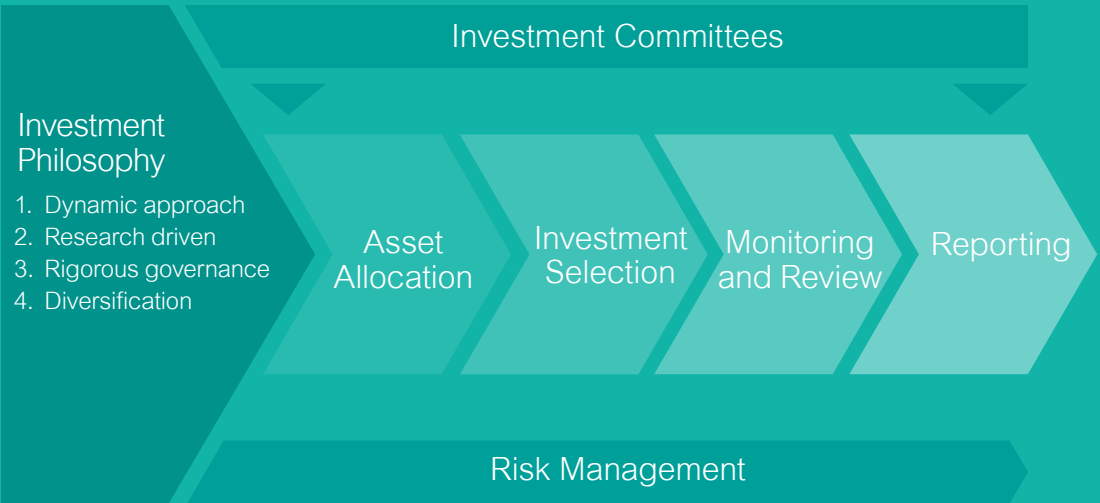 Investment Committees
Investment
Philosophy
1. Dynamic approach
2. Research driven
3. Rigorous governance
4. Diversification
Asset
Allocation
Investment
Selection
Monitoring
and Review
Reporting
Risk Management